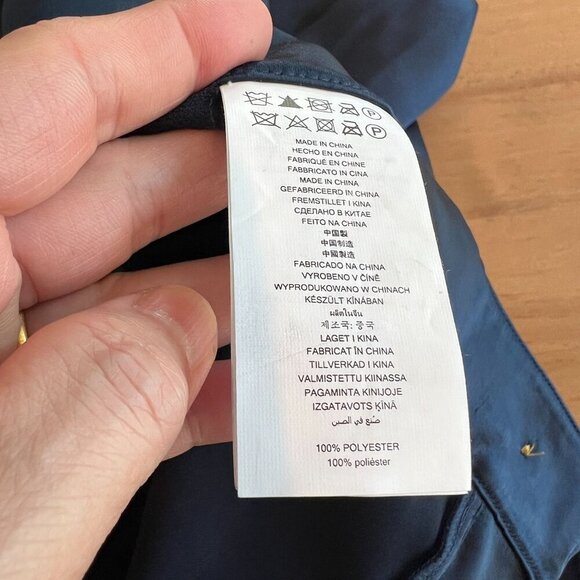 P
P
MADE IN CHINA
HECHO EN CHINA
FABRIQUÉ EN CHINE
FABBRICATO IN CINA
MADE IN CHINA
GEFABRICEERD IN CHINA
FREMSTILLET I KINA
СДЕЛАНО В КИТАЕ
FEITO NA CHINA
中国製
中国制造
中國製造
FABRICADO NA CHINA
VYROBENO V ČÍNĚ
WYPRODUKOWANO W CHINACH
KÉSZÜLT KÍNÁBAN
ผลิตในจีน
제조국: 중국
LAGET I KINA
FABRICAT ÎN CHINA
TILLVERKAD I KINA
VALMISTETTU KIINASSA
PAGAMINTA KINIJOJE
IZGATAVOTS ĶĪNĀ
صُنع في الصين
100% POLYESTER
100% poliéster